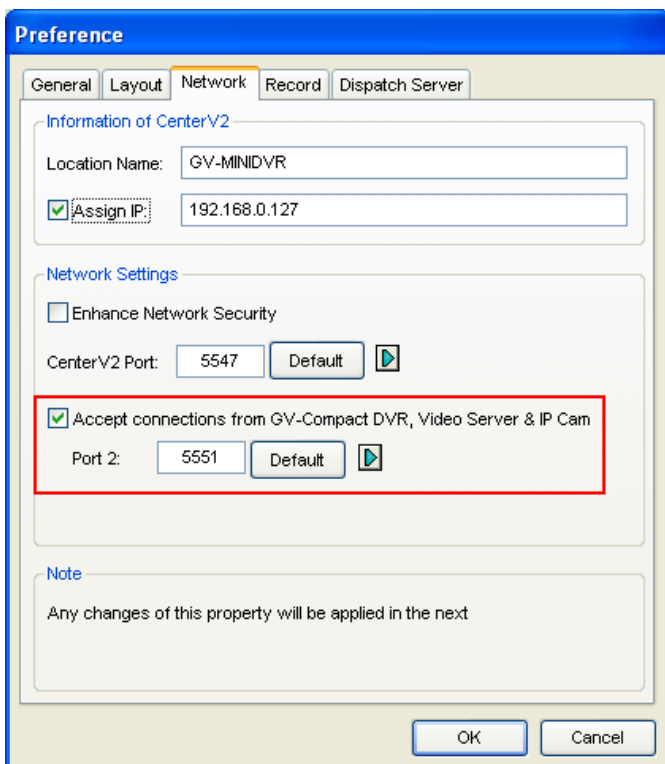 Preference
General Layout Network Record Dispatch Server
Information of CenterV2
Location Name: GV-MINIDVR
Assign IP: 192.168.0.127
Network Settings
Enhance Network Security
CenterV2 Port: 5547 Default
Accept connections from GV-Compact DVR, Video Server & IP Cam
Port 2: 5551 Default
Note
Any changes of this property will be applied in the next
OK Cancel